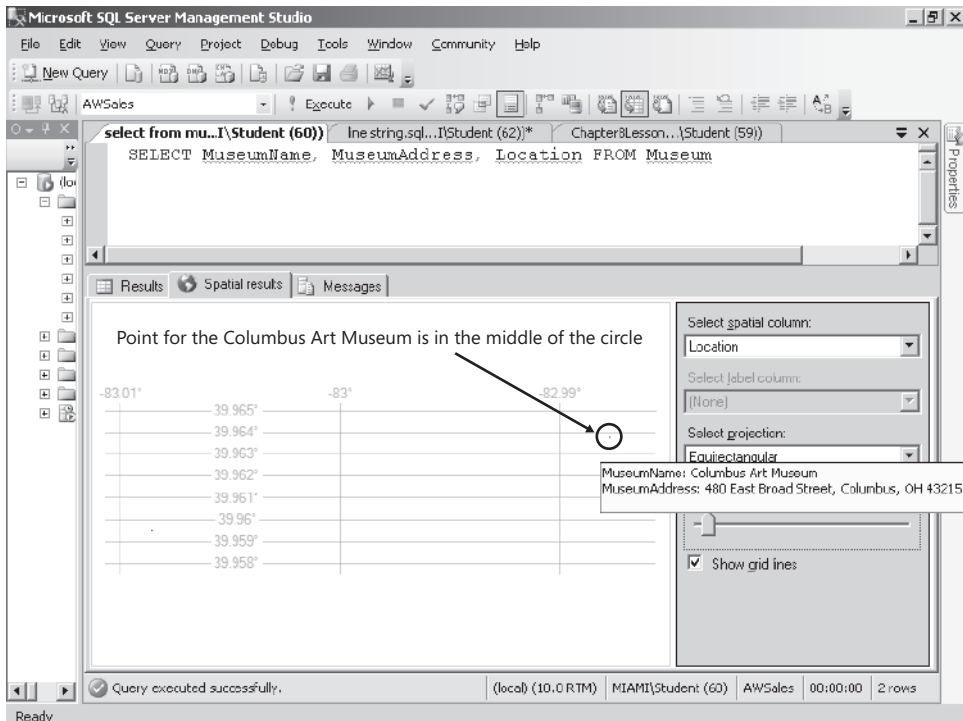 Microsoft SQL Server Management Studio
File Edit View Query Project Debug Tools Window Community Help
New Query
AWSales Execute
select from mu...I\Student (60)) lne string.sql...I\Student (62))* Chapter8Lesson...\Student (59))
SELECT MuseumName, MuseumAddress, Location FROM Museum
Properties
(lo
Results Spatial results Messages
Point for the Columbus Art Museum is in the middle of the circle
-83.01° -83° -82.99°
39.965°
39.964°
39.963°
39.962°
39.961°
39.96°
39.959°
39.958°
Select spatial column:
Location
Select label column:
(None)
Select projection:
Equirectangular
MuseumName: Columbus Art Museum
MuseumAddress: 480 East Broad Street, Columbus, OH 43215
Show grid lines
Query executed successfully. (local) (10.0 RTM) MIAMI\Student (60) AWSales 00:00:00 2 rows
Ready